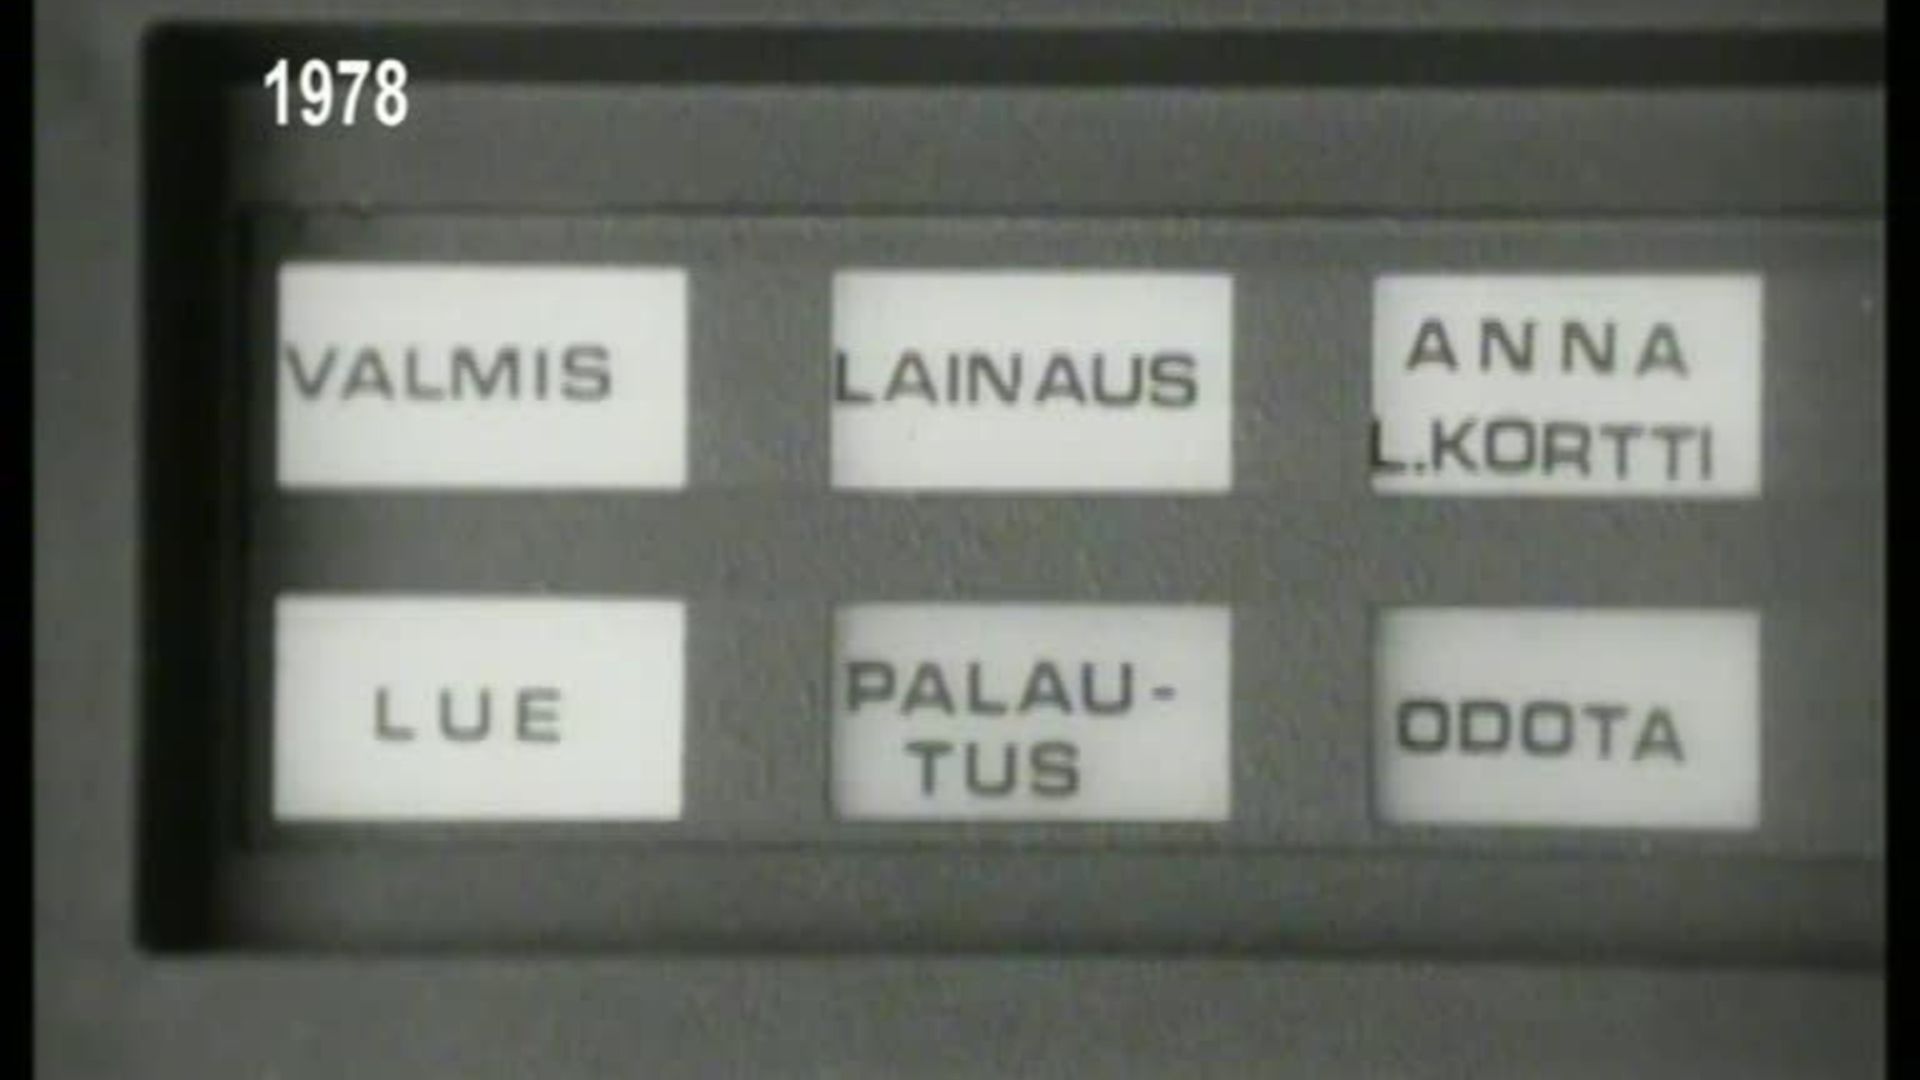 1978
VALMIS
LAINAUS
ANNA
L.KORTTI
LUE
PALAU-
TUS
ODOTA